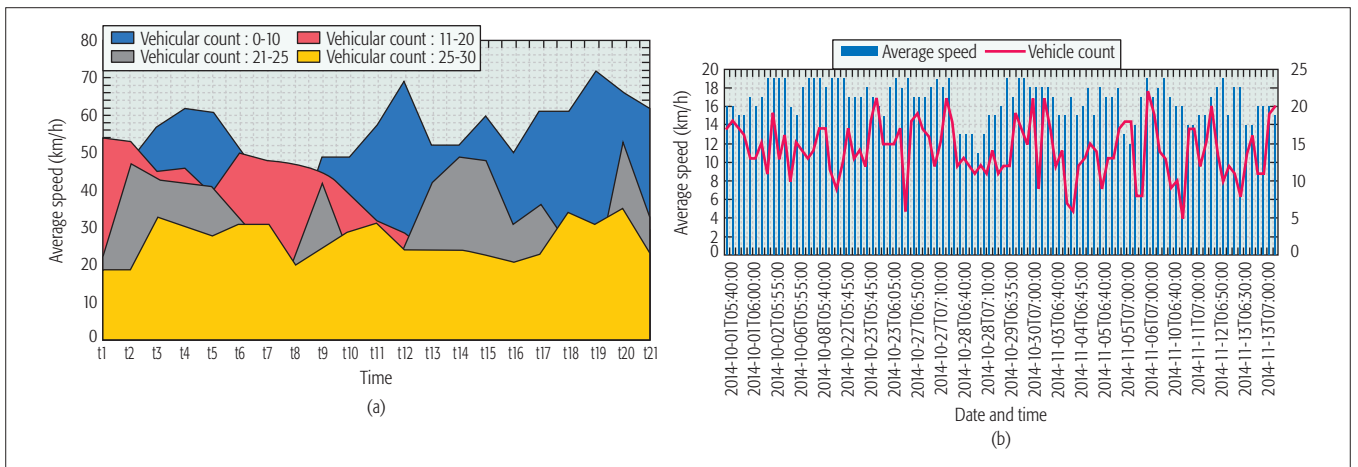 80
70
60
50
40
30
20
10
0
Average speed (km/h)
Vehicular count : 0-10
Vehicular count : 11-20
Vehicular count : 21-25
Vehicular count : 25-30
t1 t2 t3 t4 t5 t6 t7 t8 t9 t10 t11 t12 t13 t14 t15 t16 t17 t18 t19 t20 t21
Time
(a)
Average speed
Vehicle count
20
18
16
14
12
10
8
6
4
2
0
Average speed (km/h)
25
20
15
10
5
0
2014-10-01T05:40:00
2014-10-01T06:00:00
2014-10-02T05:55:00
2014-10-06T05:55:00
2014-10-08T05:40:00
2014-10-22T05:45:00
2014-10-23T05:45:00
2014-10-23T06:05:00
2014-10-27T06:50:00
2014-10-27T07:10:00
2014-10-28T06:40:00
2014-10-28T07:10:00
2014-10-29T06:35:00
2014-10-30T07:00:00
2014-11-03T06:40:00
2014-11-04T06:45:00
2014-11-05T06:40:00
2014-11-05T07:00:00
2014-11-06T07:00:00
2014-11-10T06:40:00
2014-11-11T07:00:00
2014-11-12T06:50:00
2014-11-13T06:30:00
2014-11-13T07:00:00
Date and time
(b)